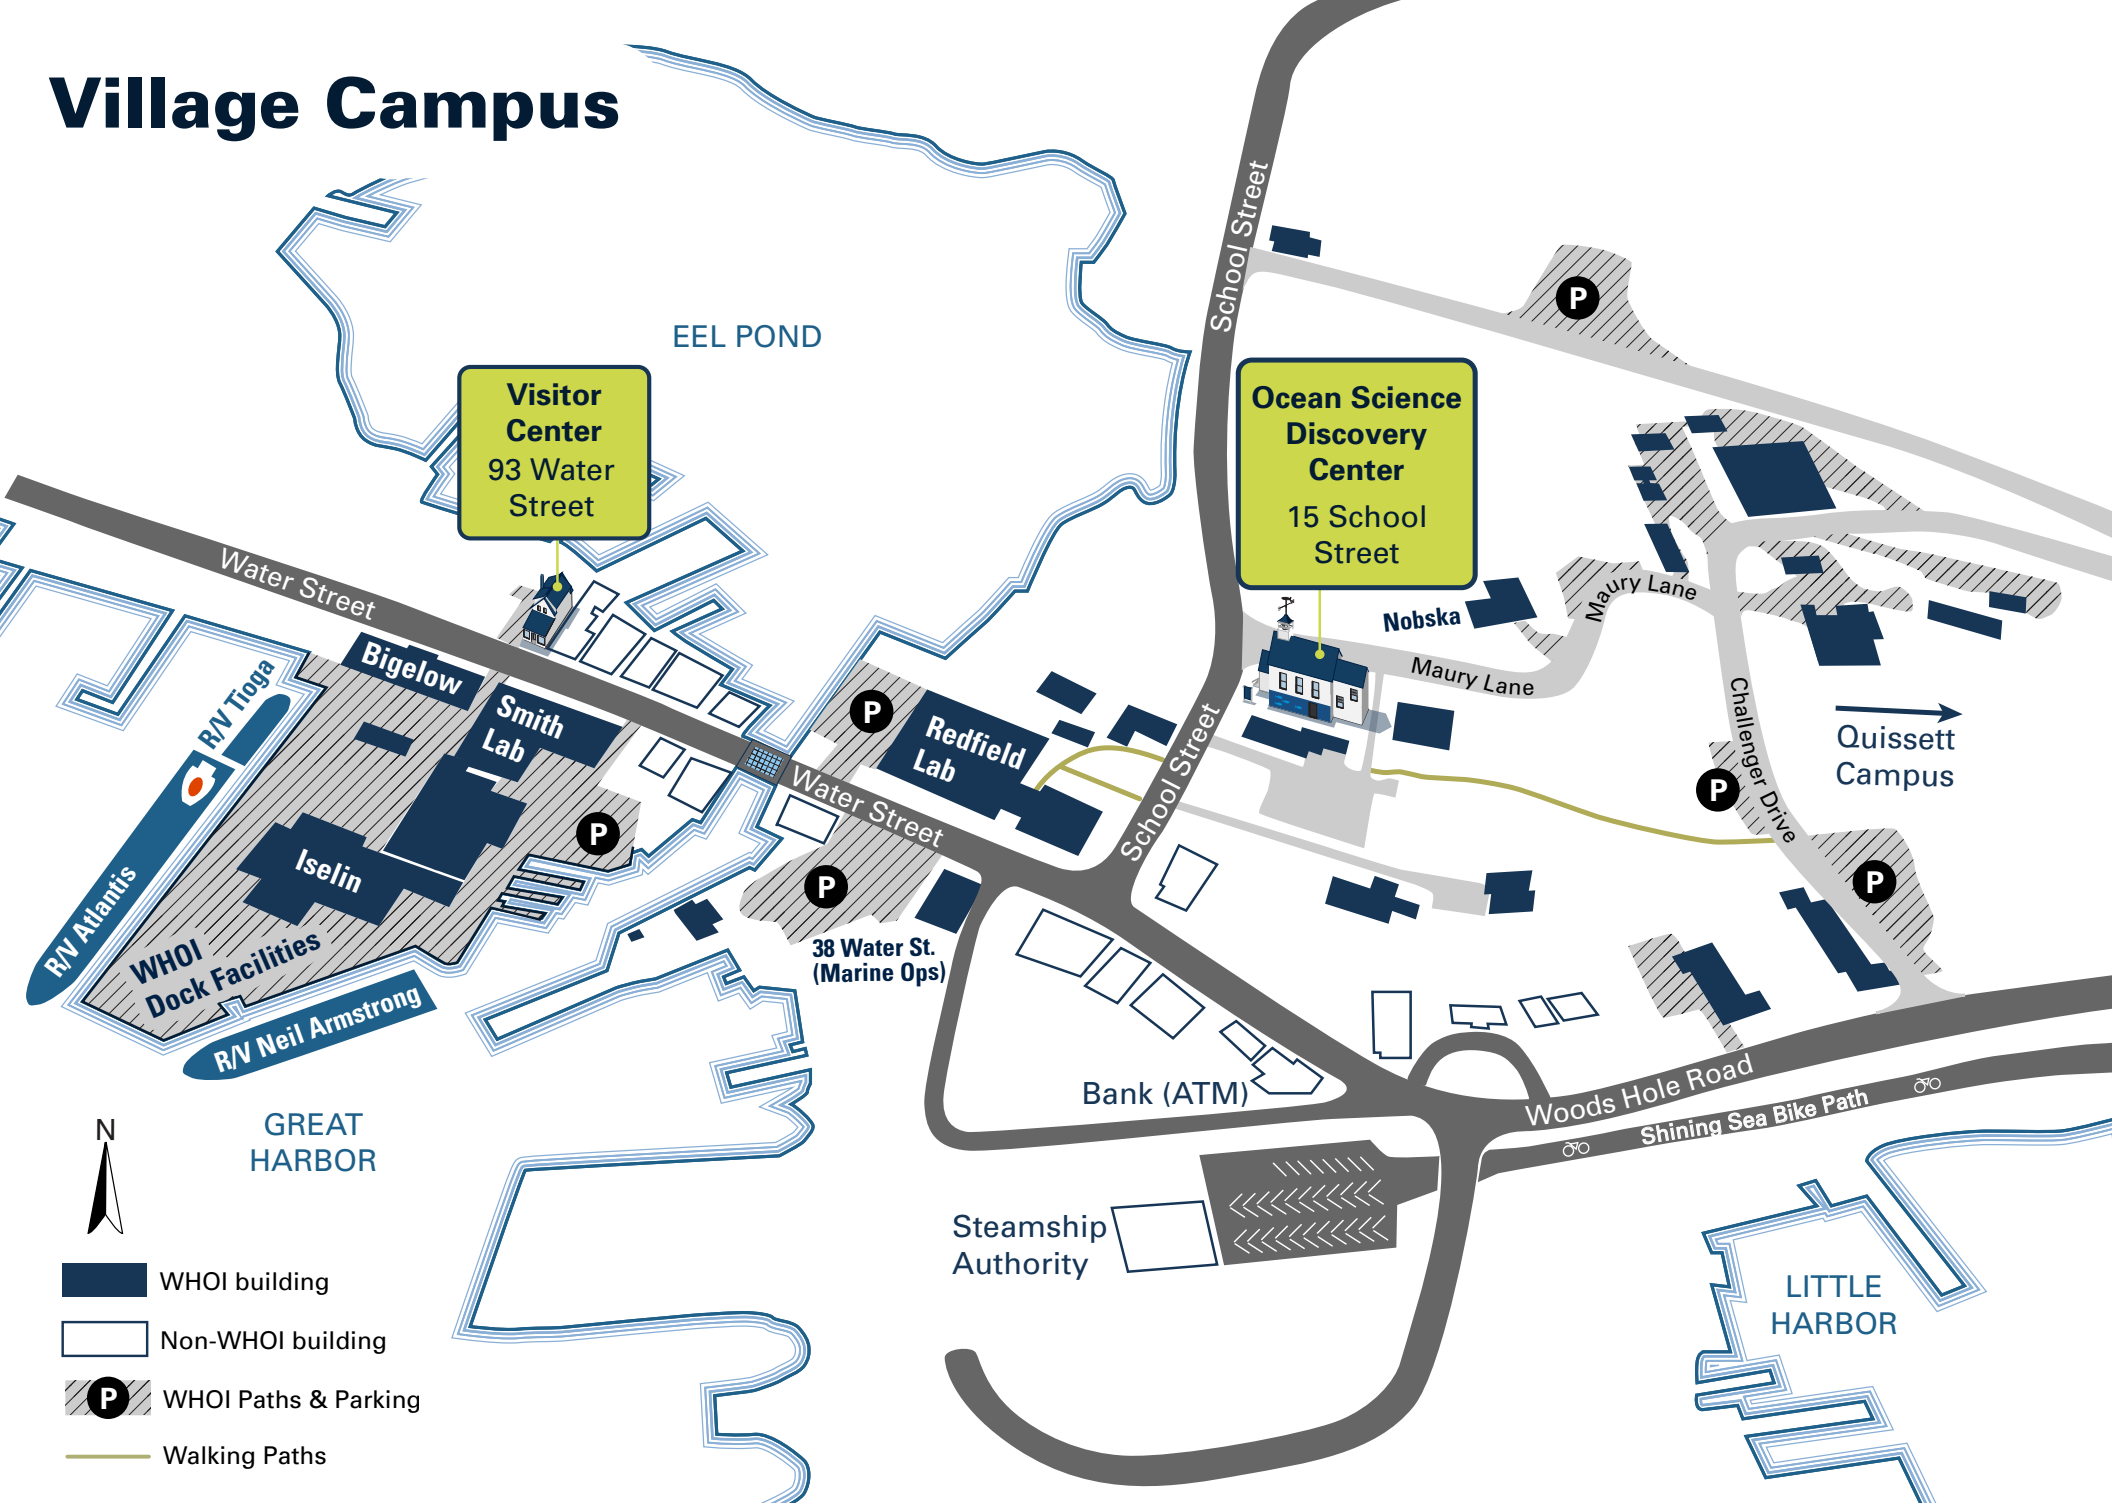 Village Campus
EEL POND
Visitor
Center
93 Water
Street
Ocean Science
Discovery
Center
15 School
Street
School Street
P
Water Street
Bigelow
Smith
Lab
R/V Tioga
R/V Atlantis
Iselin
P
WHOI
Dock Facilities
R/V Neil Armstrong
P
Redfield
Lab
Water Street
P
38 Water St.
(Marine Ops)
School Street
Nobska
Maury Lane
Maury Lane
Challenger Drive
P
P
Quissett
Campus
Bank (ATM)
Woods Hole Road
Shining Sea Bike Path
Steamship
Authority
GREAT
HARBOR
LITTLE
HARBOR
N
WHOI building
Non-WHOI building
P
WHOI Paths & Parking
Walking Paths